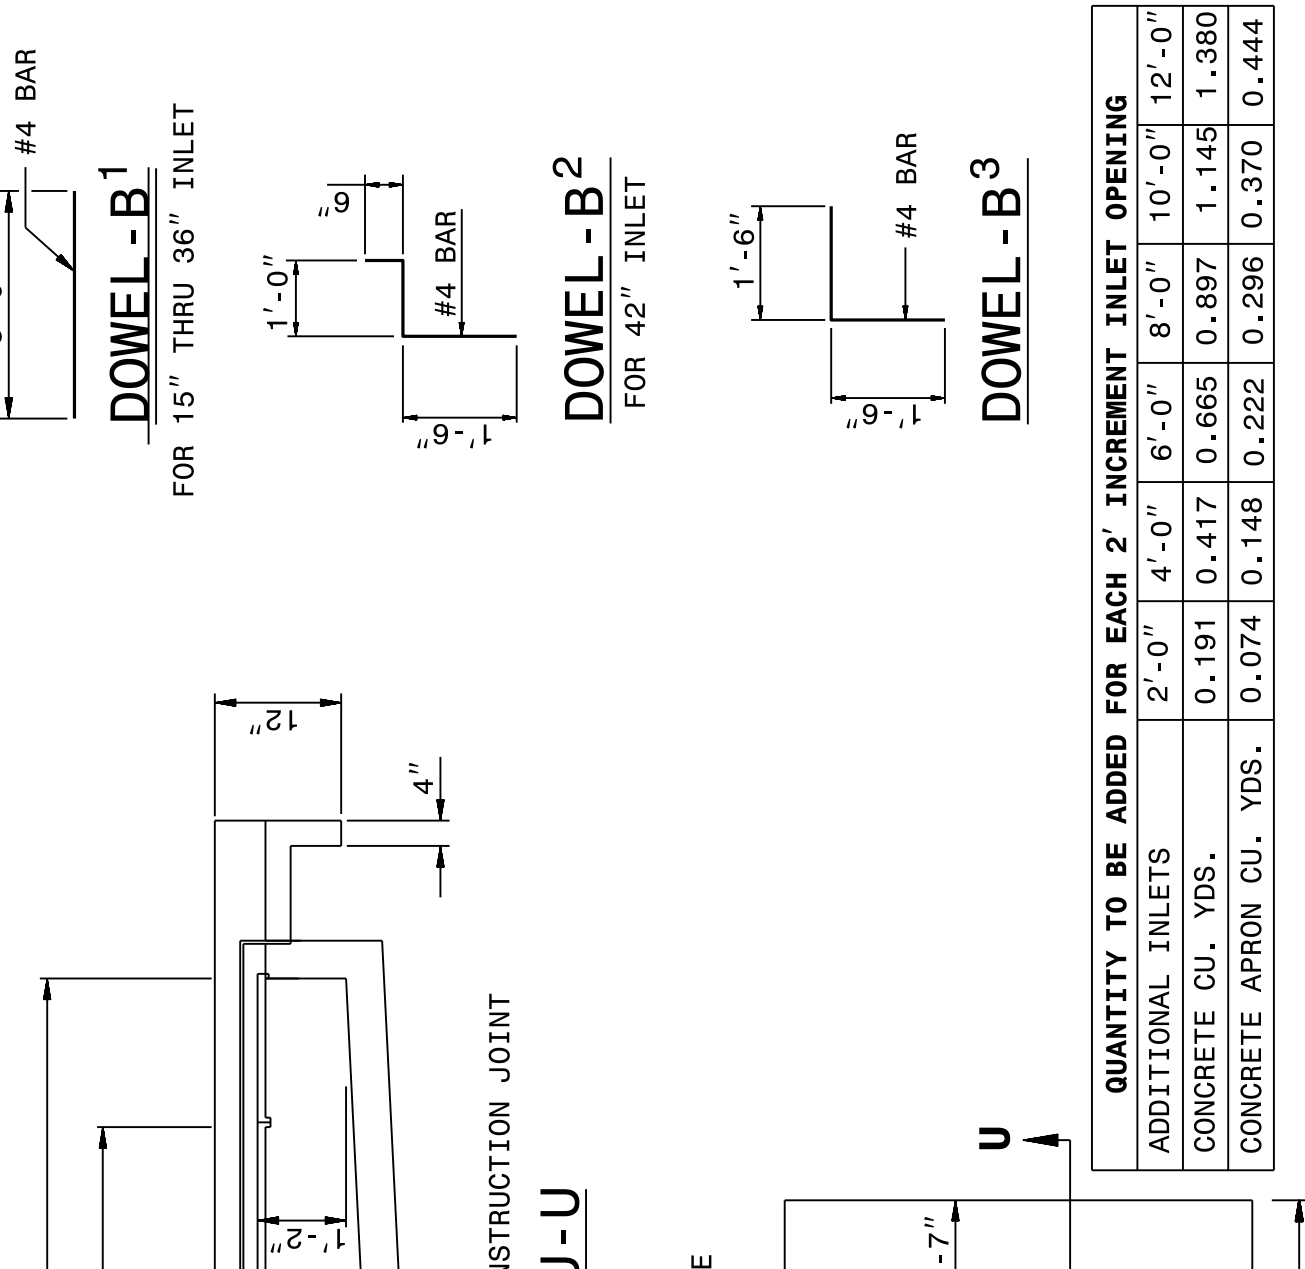 #4 BAR
DOWEL-B1
FOR 15" THRU 36" INLET
6"
1'-0"
#4 BAR
1'-6"
DOWEL-B2
FOR 42" INLET
1'-6"
#4 BAR
1'-6"
DOWEL-B3
12"
4"
1'-2"
NSTRUCTION JOINT
U-U
U
-7"
E
QUANTITY TO BE ADDED FOR EACH 2' INCREMENT INLET OPENING
ADDITIONAL INLETS 2'-0" 4'-0" 6'-0" 8'-0" 10'-0" 12'-0"
CONCRETE CU. YDS. 0.191 0.417 0.665 0.897 1.145 1.380
CONCRETE APRON CU. YDS. 0.074 0.148 0.222 0.296 0.370 0.444